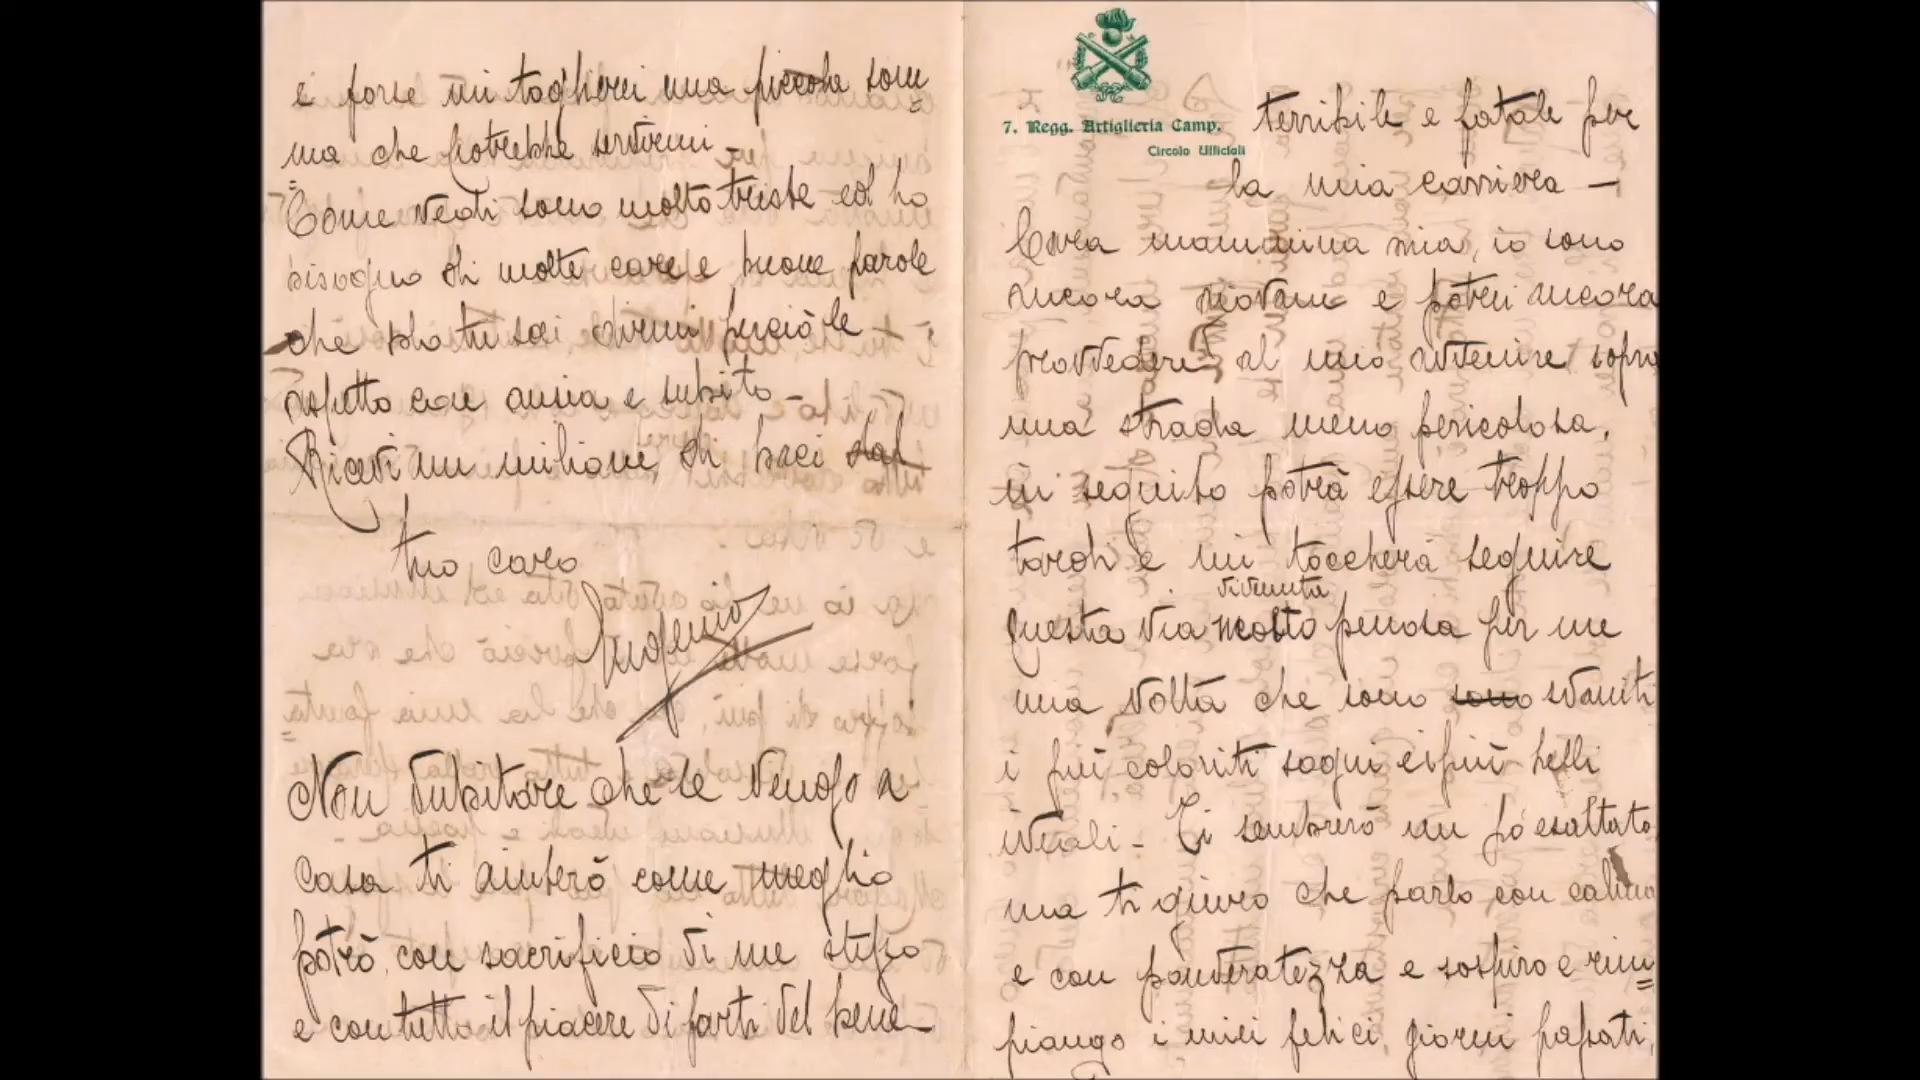 e forse mi toglierei una piccola som=
=ma che potrebbe servirmi –
Come vedi sono molto triste ed ho
bisogno di molte care e buone parole
che solo tu sai dirmi perciò le
aspetto con ansia e subito –
Ricevi un milione di baci dal
tuo caro
Eugenio
Non dubitare che se vengo a
casa ti aiuterò come meglio
potrò con sacrificio di me stesso
e con tutto il piacere di farti del bene –
7. Regg. Artiglieria Camp.
Circolo Ufficiali
terribile e fatale per
la mia carriera –
Cara mammina mia, io sono
ancora giovane e potrei ancora
provvedere al mio avvenire sopra
una strada meno pericolosa,
in seguito potrà essere troppo
tardi e mi toccherà seguire
divenuta
questa via molto penosa per me
una volta che sono sono svaniti
i più coloriti sogni e i più belli
ideali – Ti sembrerò un pó esaltato
ma ti giuro che parlo con calma
e con ponderatezza e sospiro e rim=
piango i miei felici giorni passati,